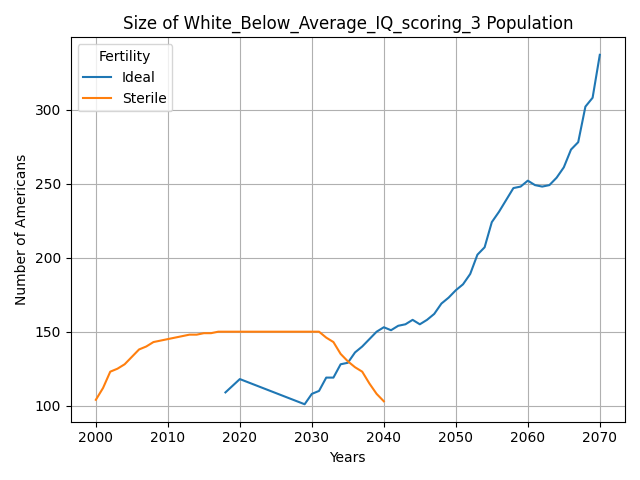 Size of White_Below_Average_IQ_scoring_3 Population
Fertility
Ideal
Sterile
Number of Americans
300
250
200
150
100
2000 2010 2020 2030 2040 2050 2060 2070
Years